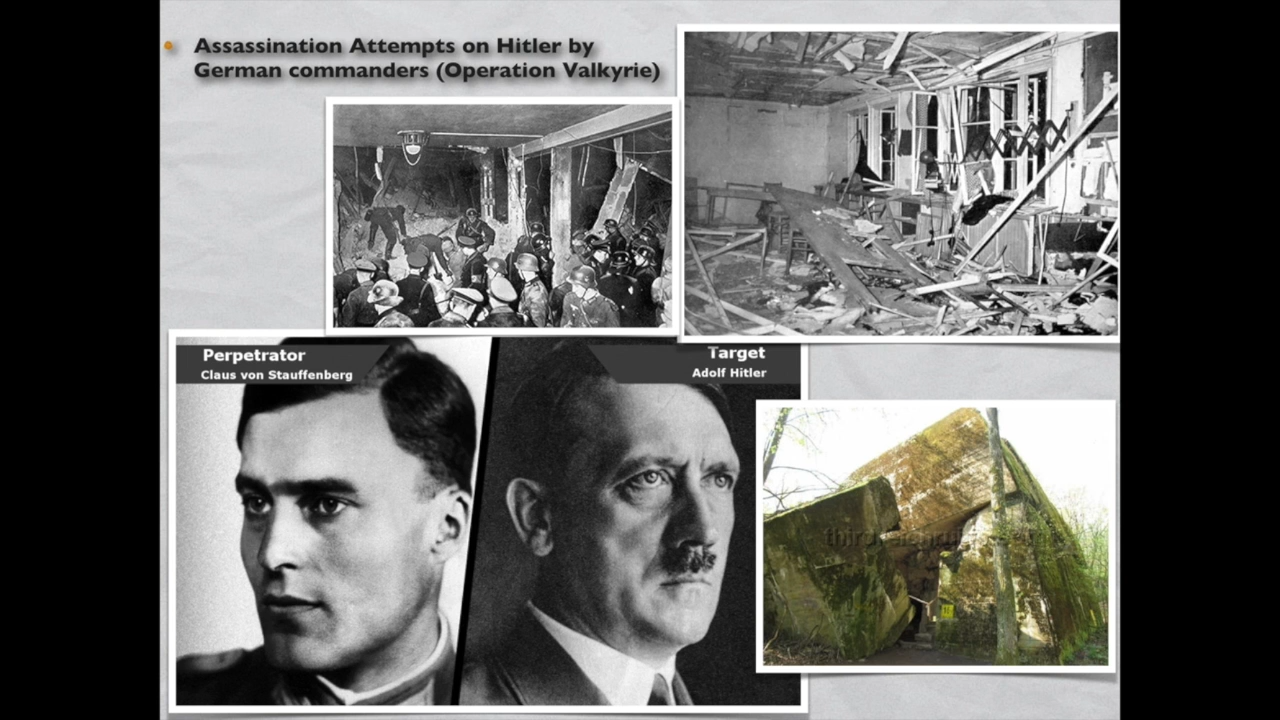 • Assassination Attempts on Hitler by
German commanders (Operation Valkyrie)
Perpetrator
Claus von Stauffenberg
Target
Adolf Hitler